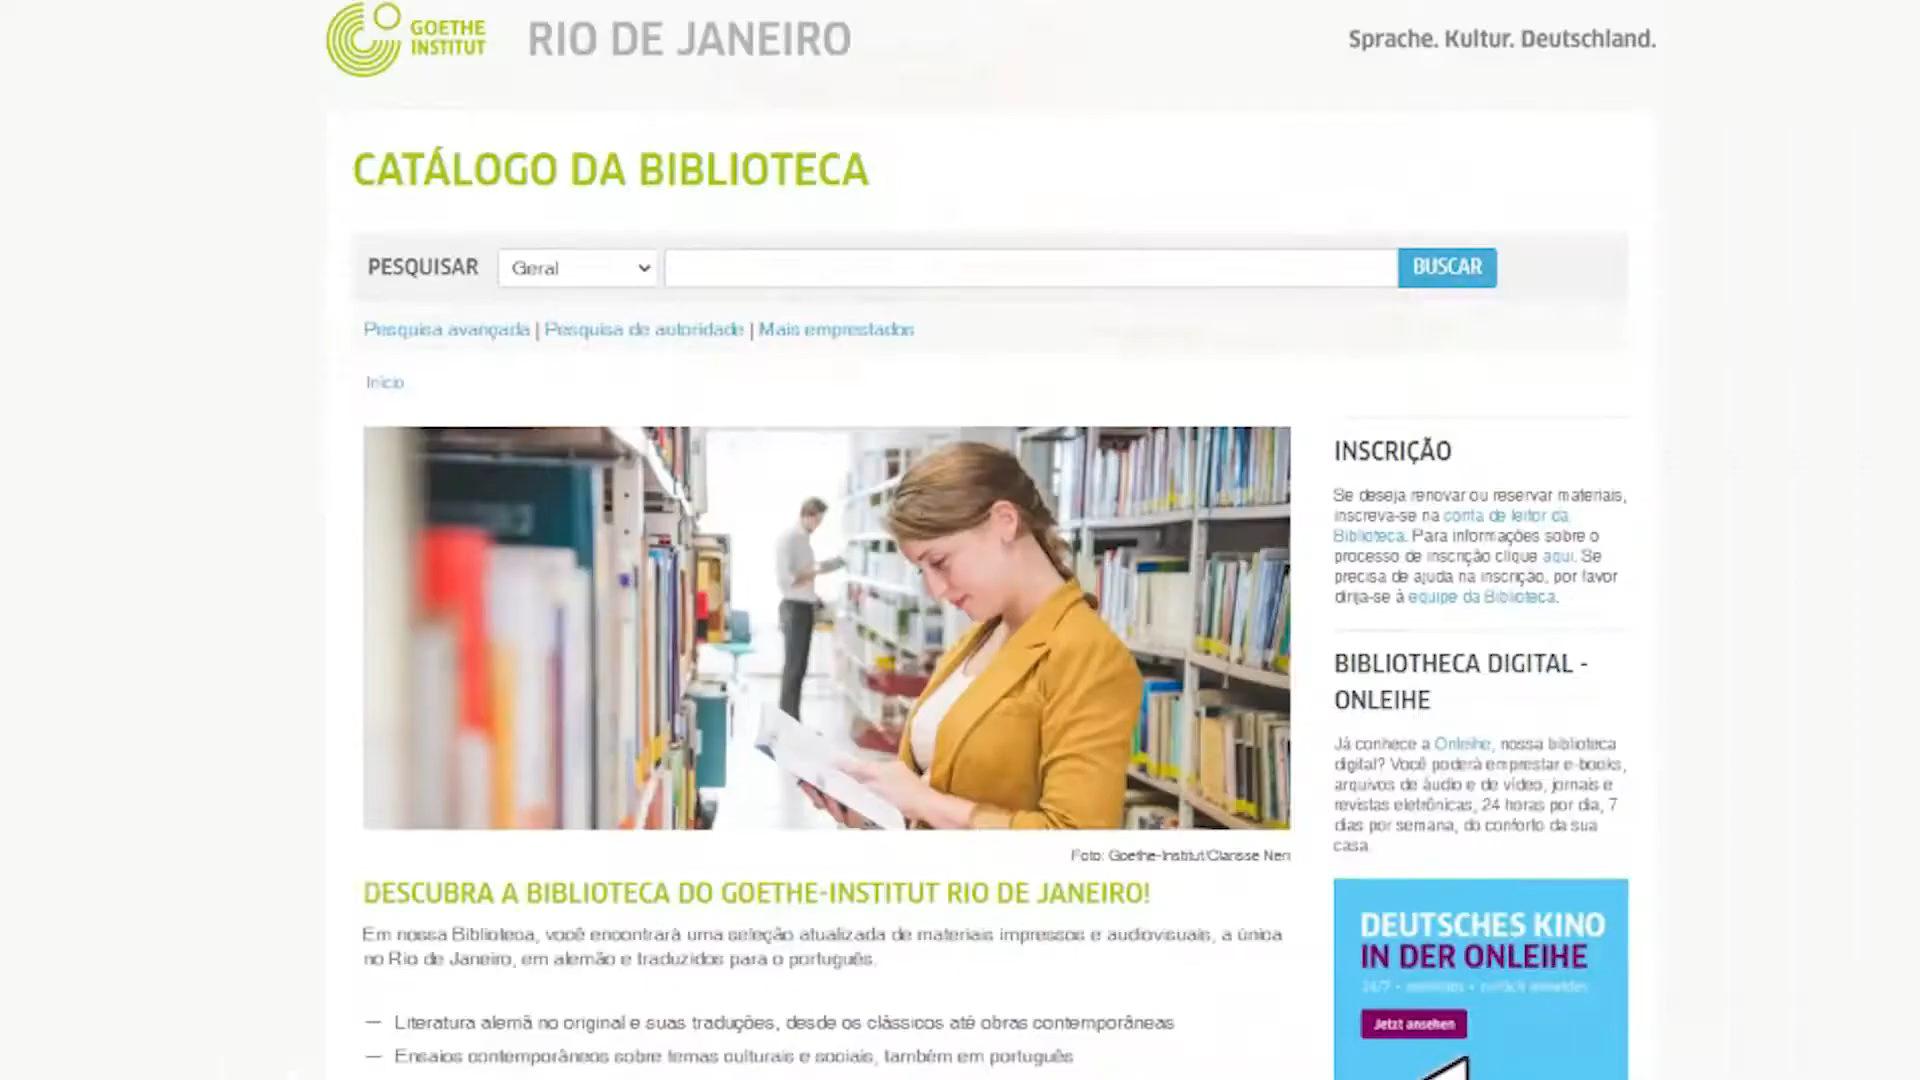 GOETHE
INSTITUT
RIO DE JANEIRO
Sprache. Kultur. Deutschland.
CATÁLOGO DA BIBLIOTECA
PESQUISAR Geral BUSCAR
Pesquisa avançada | Pesquisa de autoridade | Mais emprestados
Início
Foto: Goethe-Institut/Clarisse Neri
DESCUBRA A BIBLIOTECA DO GOETHE-INSTITUT RIO DE JANEIRO!
Em nossa Biblioteca, você encontrará uma seleção atualizada de materiais impressos e audiovisuais, a única
no Rio de Janeiro, em alemão e traduzidos para o português.
— Literatura alemã no original e suas traduções, desde os clássicos até obras contemporâneas
— Ensaios contemporâneos sobre temas culturais e sociais, também em português
INSCRIÇÃO
Se deseja renovar ou reservar materiais,
inscreva-se na conta de leitor da
Biblioteca. Para informações sobre o
processo de inscrição clique aqui. Se
precisa de ajuda na inscrição, por favor
dirija-se à equipe da Biblioteca.
BIBLIOTHECA DIGITAL -
ONLEIHE
Já conhece a Onleihe, nossa biblioteca
digital? Você poderá emprestar e-books,
arquivos de áudio e de vídeo, jornais e
revistas eletrônicas, 24 horas por dia, 7
dias por semana, do conforto da sua
casa.
DEUTSCHES KINO
IN DER ONLEIHE
24/7 •
Jetzt ansehen